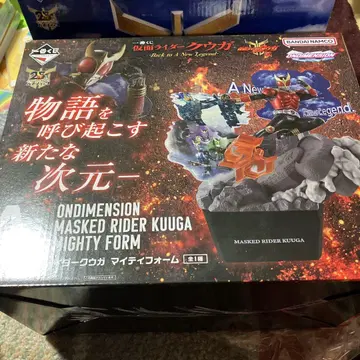 一番くじ
仮面ライダークウガ
Back to A New Legend
BANDAI NAMCO
25
物語を
呼び起こす
新たな
次元—
A New
Legend.
MASKED RIDER KUUGA
A
ONDIMENSION
MASKED RIDER KUUGA
MIGHTY FORM
イダークウガ マイティフォーム 全1種